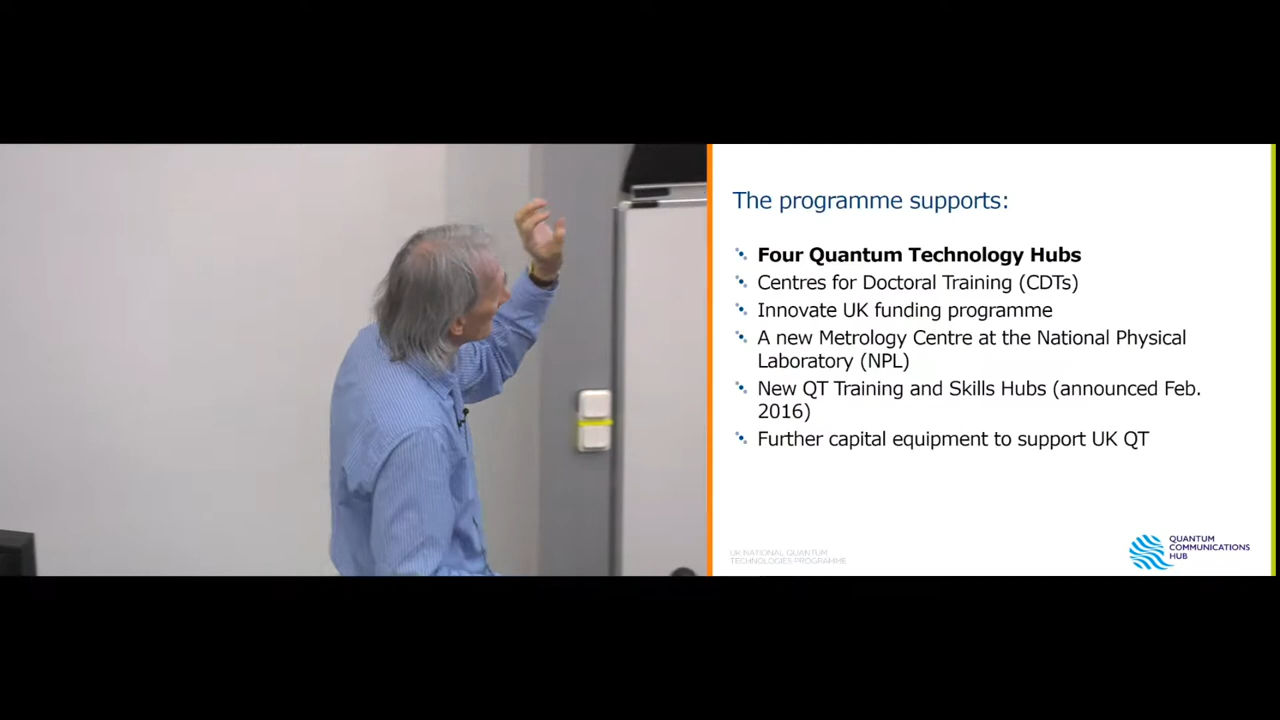 The programme supports:
Four Quantum Technology Hubs
Centres for Doctoral Training (CDTs)
Innovate UK funding programme
A new Metrology Centre at the National Physical
Laboratory (NPL)
New QT Training and Skills Hubs (announced Feb.
2016)
Further capital equipment to support UK QT
UK NATIONAL QUANTUM
TECHNOLOGIES PROGRAMME
QUANTUM
COMMUNICATIONS
HUB